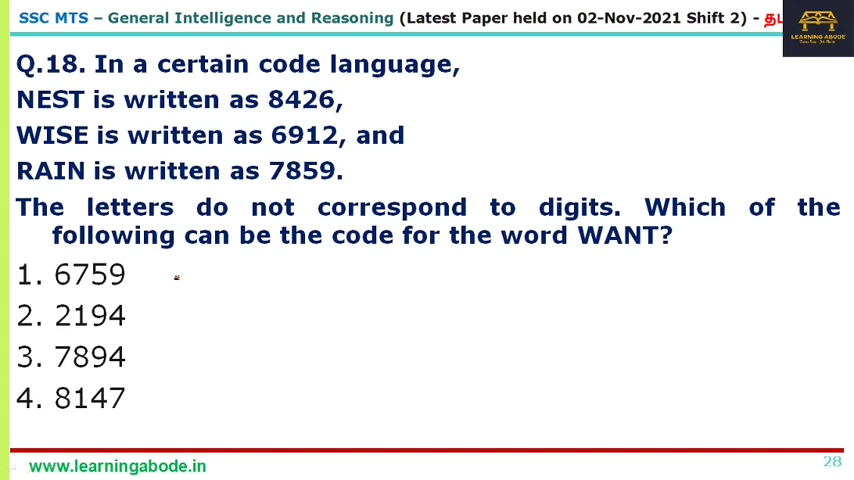 SSC MTS – General Intelligence and Reasoning (Latest Paper held on 02-Nov-2021 Shift 2) -
LEARNING ABODE
Q.18. In a certain code language,
NEST is written as 8426,
WISE is written as 6912, and
RAIN is written as 7859.
The letters do not correspond to digits. Which of the
following can be the code for the word WANT?
1. 6759
2. 2194
3. 7894
4. 8147
www.learningabode.in
28